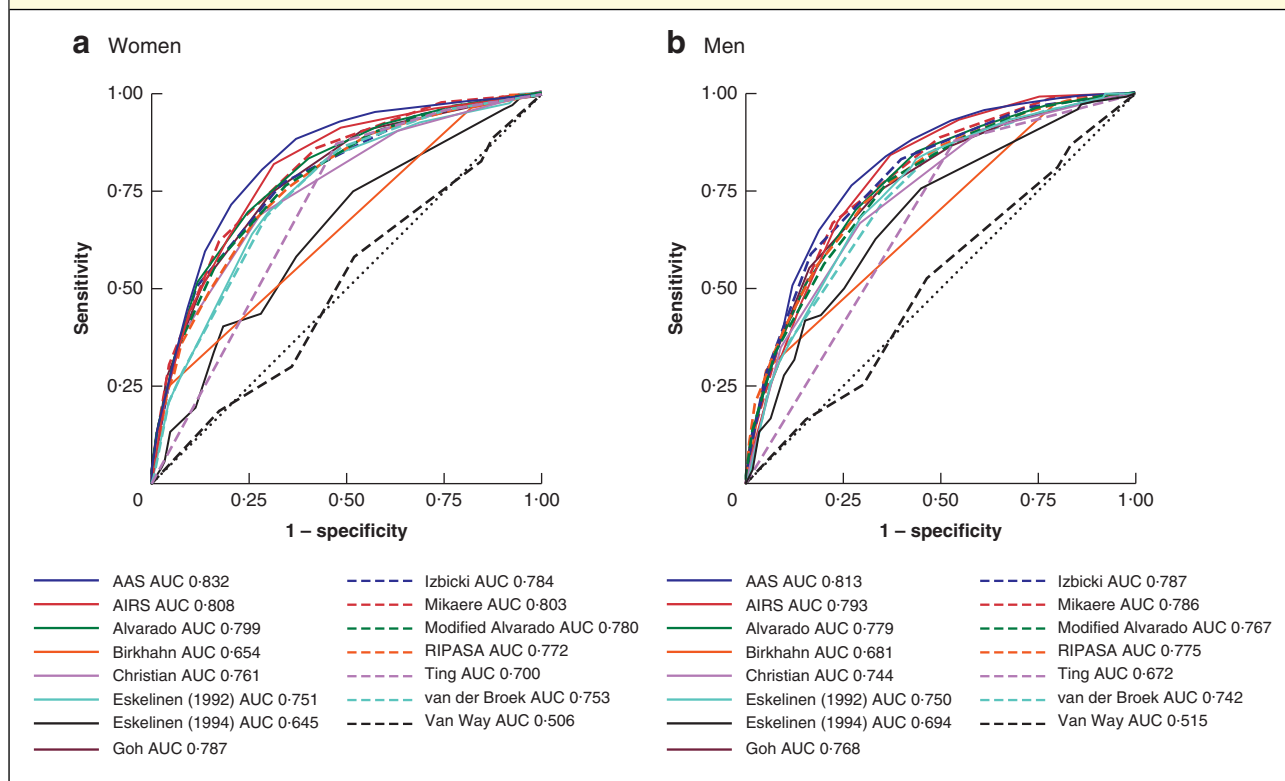 a Women
b Men
1·00
0·75
0·50
0·25
0
0·25
0·50
0·75
1·00
Sensitivity
1 – specificity
1·00
0·75
0·50
0·25
0
0·25
0·50
0·75
1·00
Sensitivity
1 – specificity
AAS AUC 0·832
AIRS AUC 0·808
Alvarado AUC 0·799
Birkhahn AUC 0·654
Christian AUC 0·761
Eskelinen (1992) AUC 0·751
Eskelinen (1994) AUC 0·645
Goh AUC 0·787
Izbicki AUC 0·784
Mikaere AUC 0·803
Modified Alvarado AUC 0·780
RIPASA AUC 0·772
Ting AUC 0·700
van der Broek AUC 0·753
Van Way AUC 0·506
AAS AUC 0·813
AIRS AUC 0·793
Alvarado AUC 0·779
Birkhahn AUC 0·681
Christian AUC 0·744
Eskelinen (1992) AUC 0·750
Eskelinen (1994) AUC 0·694
Goh AUC 0·768
Izbicki AUC 0·787
Mikaere AUC 0·786
Modified Alvarado AUC 0·767
RIPASA AUC 0·775
Ting AUC 0·672
van der Broek AUC 0·742
Van Way AUC 0·515